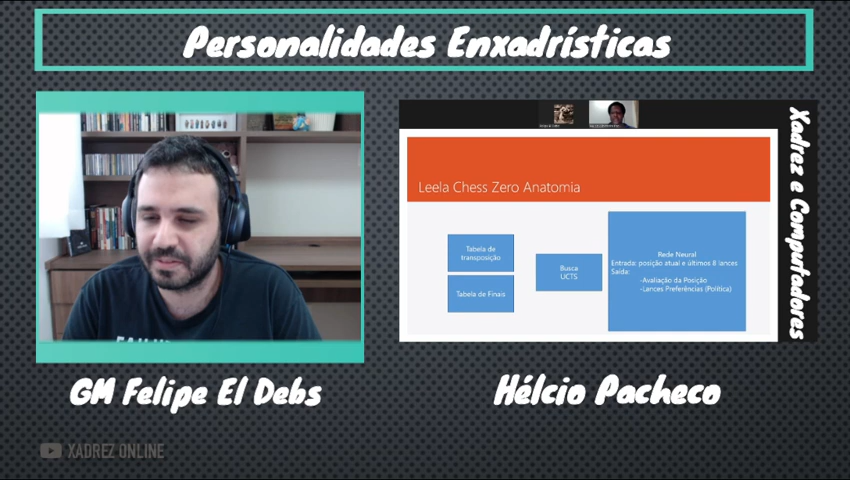 Personalidades Enxadrísticas
Leela Chess Zero Anatomia
Tabela de
transposição
Tabela de Finais
Busca
UCTS
Rede Neural
Entrada: posição atual e últimos 8 lances
Saída:
-Avaliação da Posição
-Lances Preferências (Política)
Xadrez e Computadores
GM Felipe El Debs
Hélcio Pacheco
XADREZ ONLINE